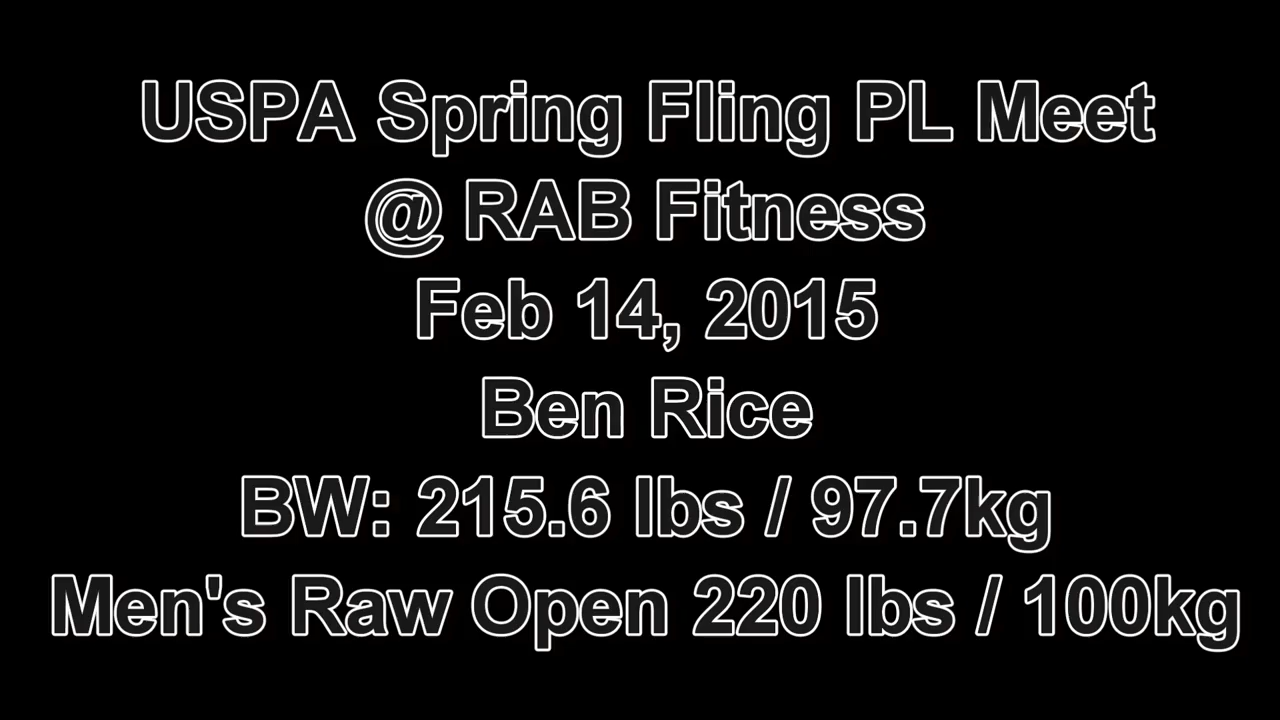 USPA Spring Fling PL Meet
@ RAB Fitness
Feb 14, 2015
Ben Rice
BW: 215.6 lbs / 97.7kg
Men's Raw Open 220 lbs / 100kg